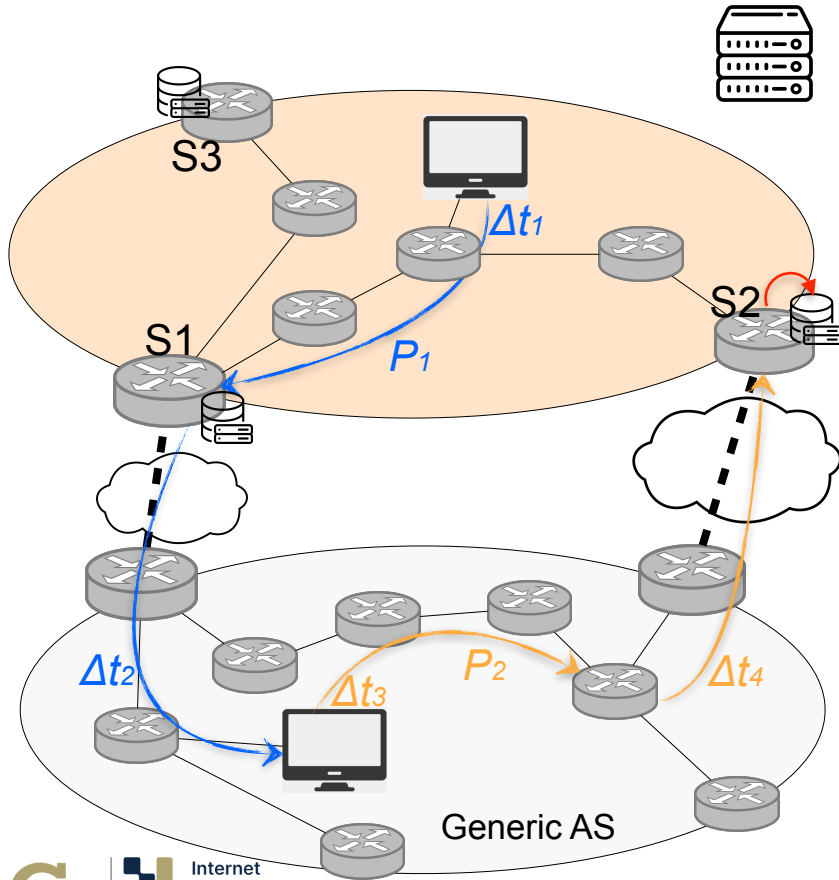 S3
Δt1
S2
S1
P1
Δt2
Δt3
P2
Δt4
Generic AS
Internet